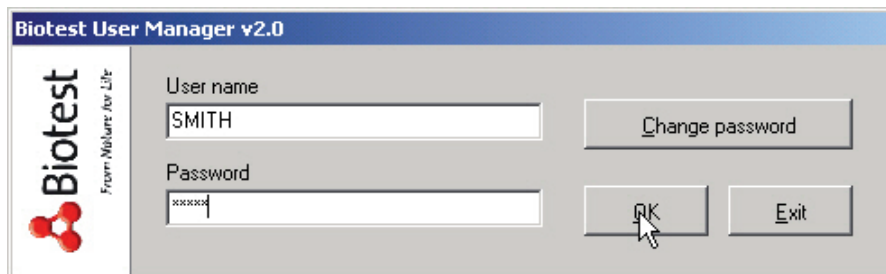 Biotest User Manager v2.0
Biotest
From Nature for Life
User name
SMITH
Change password
Password
*****
OK
Exit